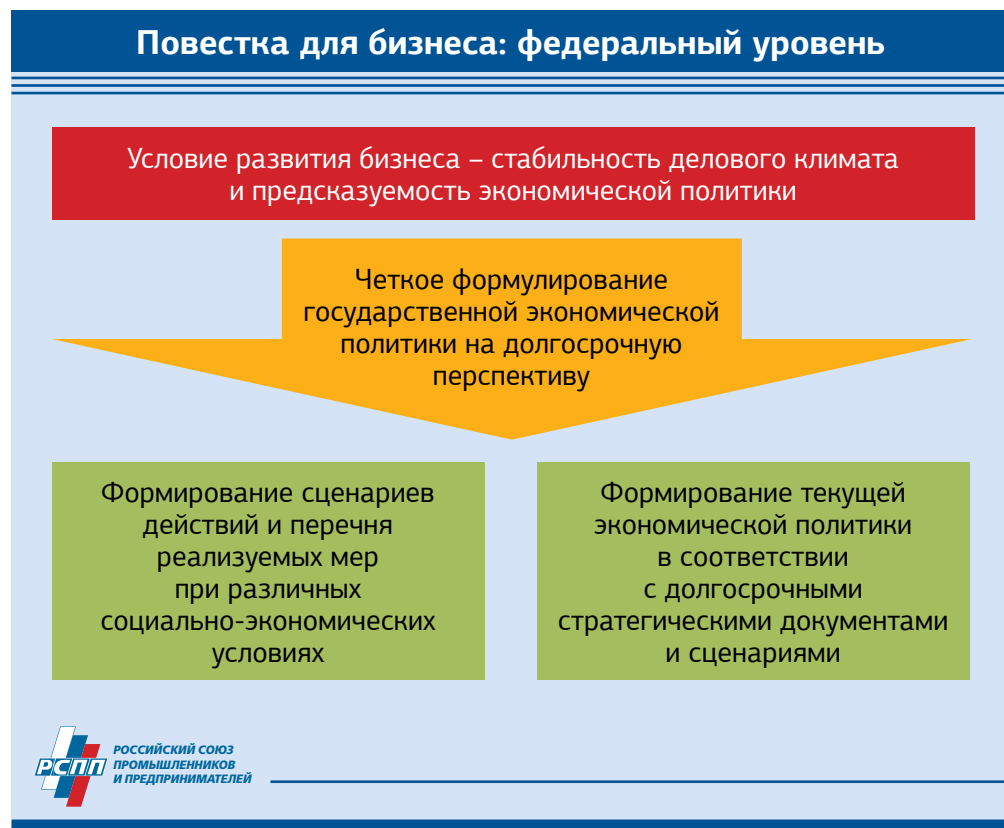 Повестка для бизнеса: федеральный уровень
Условие развития бизнеса – стабильность делового климата
и предсказуемость экономической политики
Четкое формулирование
государственной экономической
политики на долгосрочную
перспективу
Формирование сценариев
действий и перечня
реализуемых мер
при различных
социально-экономических
условиях
Формирование текущей
экономической политики
в соответствии
с долгосрочными
стратегическими документами
и сценариями
РСПП
РОССИЙСКИЙ СОЮЗ
ПРОМЫШЛЕННИКОВ
И ПРЕДПРИНИМАТЕЛЕЙ